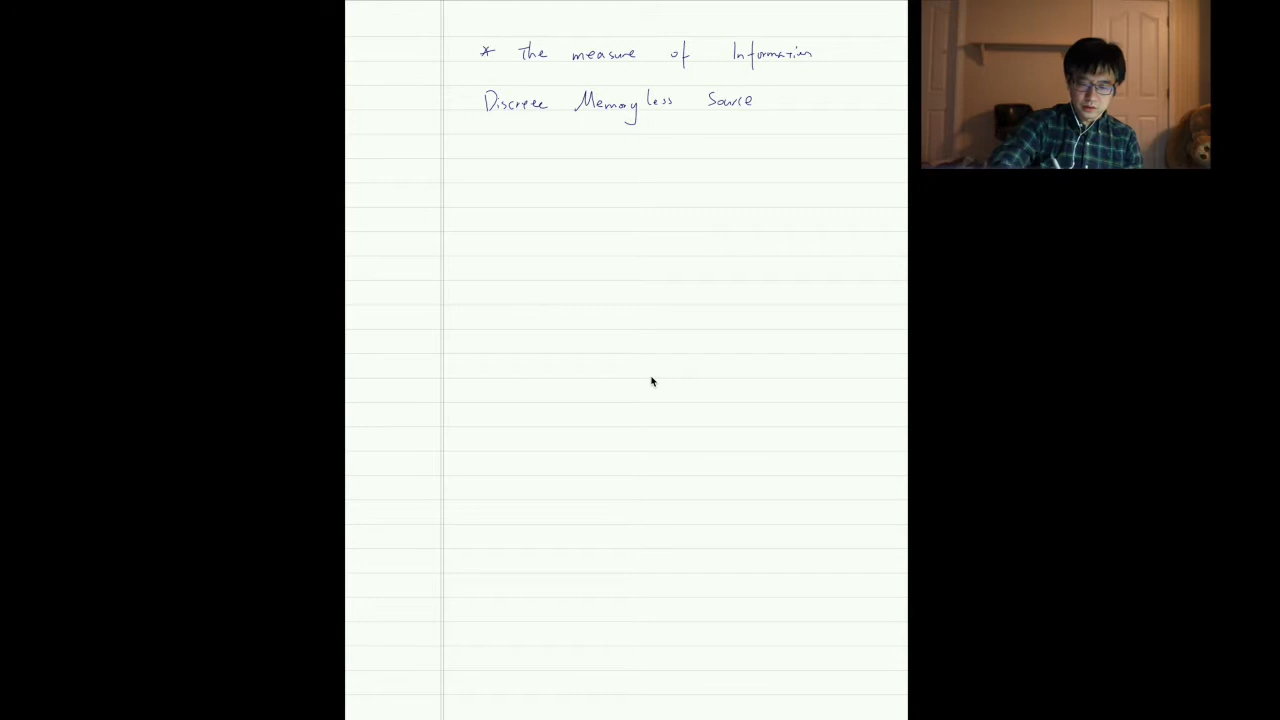 * The measure of Information
Discrete Memoryless Source